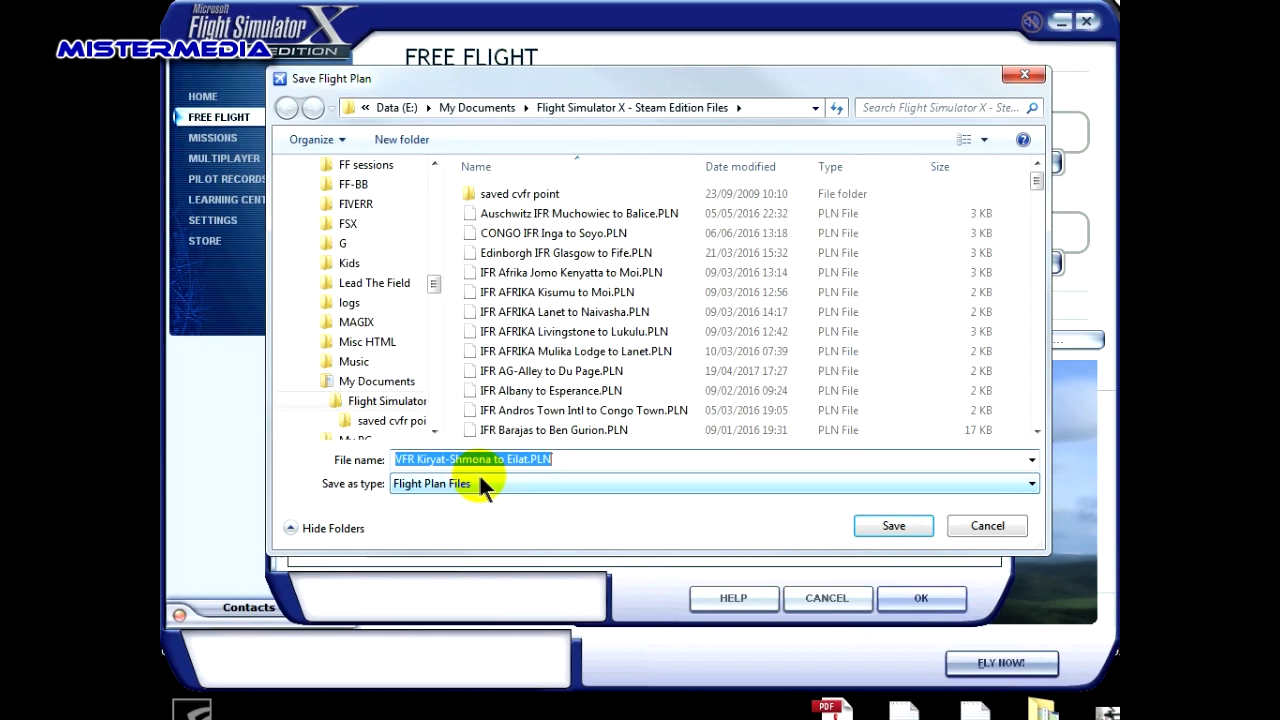 Microsoft
Flight Simulator X
EDITION
MISTERMEDIA
FREE FLIGHT
HOME
FREE FLIGHT
MISSIONS
MULTIPLAYER
PILOT RECORDS
LEARNING CENT
SETTINGS
STORE
Save Flight Plan
« Data (E:) ▸ My Documents ▸ Flight Simulator X - Steam Edition Files ▸
Search Flight Simulator X - Ste...
Organize
New folder
FF sessions
FF-BB
FIVERR
FSX
G
Kids
Lead The Field
logs
MAGIX
Misc HTML
Music
My Documents
Flight Simulator
saved cvfr poi
My PC
Name Date modified Type Size
saved cvfr point 23/09/2009 10:10 File folder
Auschwitz IFR Muchowies to Balice.PLN 05/05/2016 22:32 PLN File 3 KB
CONGO IFR Inga to Soyo.PLN 06/06/2016 13:18 PLN File 3 KB
Edinborgh IFR Glasgow to Fife.PLN 21/03/2016 15:32 PLN File 3 KB
IFR Afrika Jomo Kenyatta to Moi.PLN 09/03/2016 13:14 PLN File 3 KB
IFR AFRIKA Kisumu to MOI.PLN 09/03/2016 12:56 PLN File 2 KB
IFR AFRIKA Lanet to Naivasha.PLN 09/03/2016 14:17 PLN File 2 KB
IFR AFRIKA Livingstone to Lukulu.PLN 09/03/2016 12:42 PLN File 3 KB
IFR AFRIKA Mulika Lodge to Lanet.PLN 10/03/2016 07:39 PLN File 2 KB
IFR AG-Alley to Du Page.PLN 19/04/2017 17:27 PLN File 2 KB
IFR Albany to Esperance.PLN 09/02/2016 09:24 PLN File 2 KB
IFR Andros Town Intl to Congo Town.PLN 05/03/2016 19:05 PLN File 2 KB
IFR Barajas to Ben Gurion.PLN 09/01/2016 19:31 PLN File 17 KB
File name: VFR Kiryat-Shmona to Eilat.PLN
Save as type: Flight Plan Files
Hide Folders
Save
Cancel
HELP
CANCEL
OK
Contacts
FLY NOW!
PDF